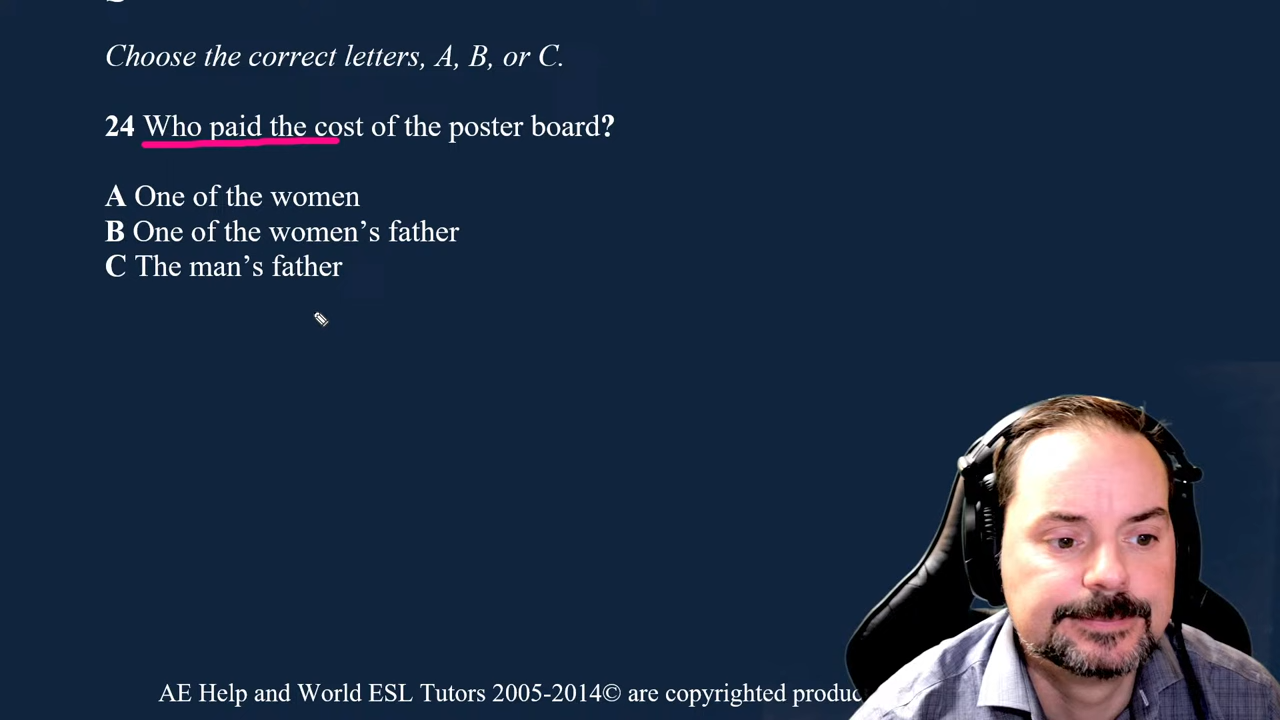 Choose the correct letters, A, B, or C.
24 Who paid the cost of the poster board?
A One of the women
B One of the women’s father
C The man’s father
AE Help and World ESL Tutors 2005-2014© are copyrighted